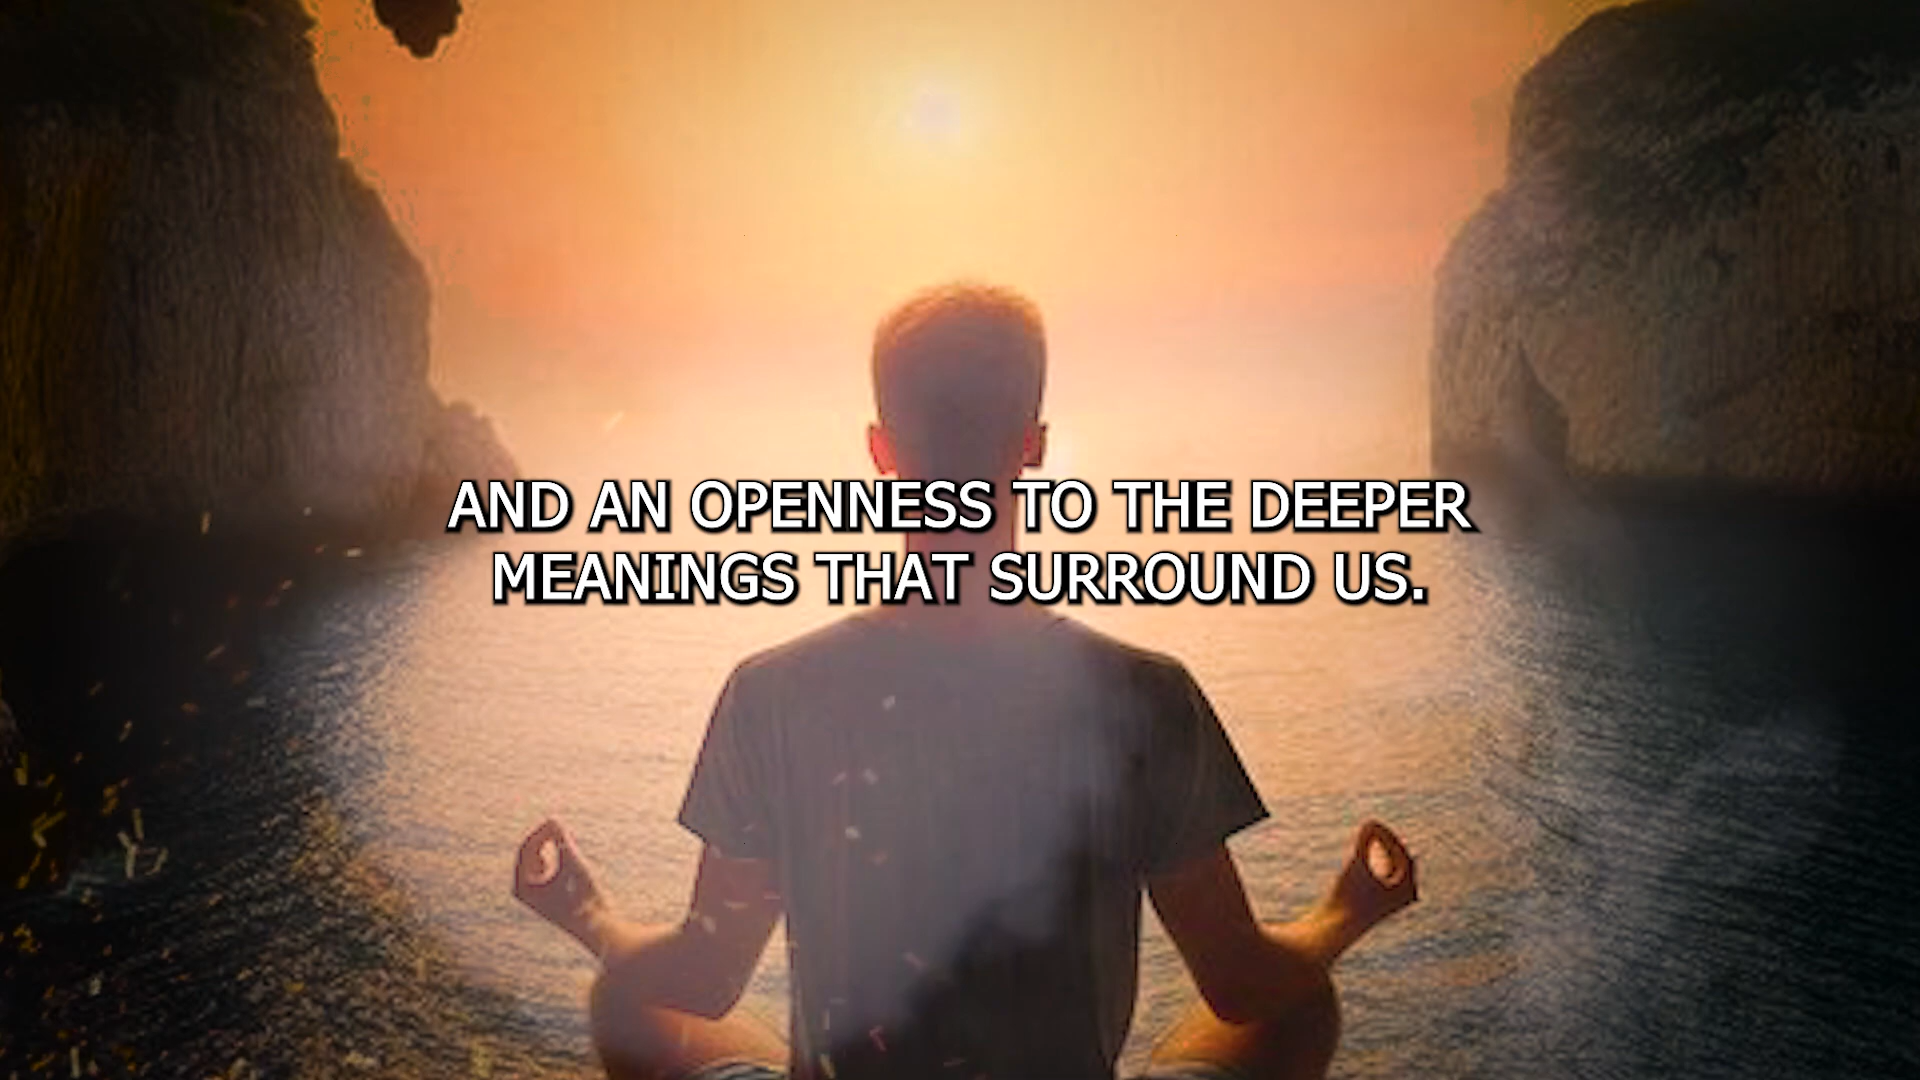 AND AN OPENNESS TO THE DEEPER
MEANINGS THAT SURROUND US.